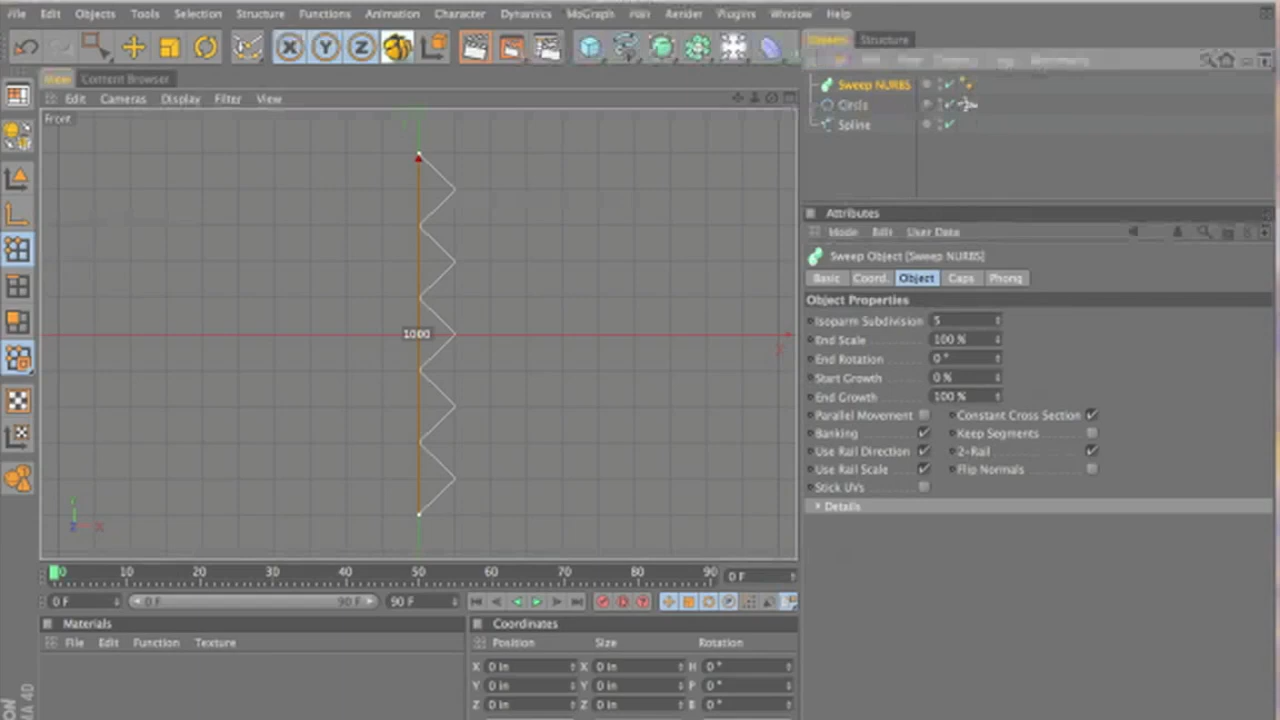 File Edit Objects Tools Selection Structure Functions Animation Character Dynamics MoGraph Hair Render Plugins Window Help
X Y Z
Objects Structure
View Content Browser
Edit Cameras Display Filter View
Front
Sweep NURBS
Circle
Spline
1000
Y
Z X
Attributes
Mode Edit User Data
Sweep Object [Sweep NURBS]
Basic Coord. Object Caps Phong
Object Properties
Isoparm Subdivision 5
End Scale 100 %
End Rotation 0 °
Start Growth 0 %
End Growth 100 %
Parallel Movement Constant Cross Section
Banking Keep Segments
Use Rail Direction 2-Rail
Use Rail Scale Flip Normals
Stick UVs
Details
0 10 20 30 40 50 60 70 80 90 0 F
0 F 0 F 90 F 90 F
Materials
File Edit Function Texture
Coordinates
Position Size Rotation
X 0 in X 0 in H 0 °
Y 0 in Y 0 in P 0 °
Z 0 in Z 0 in B 0 °